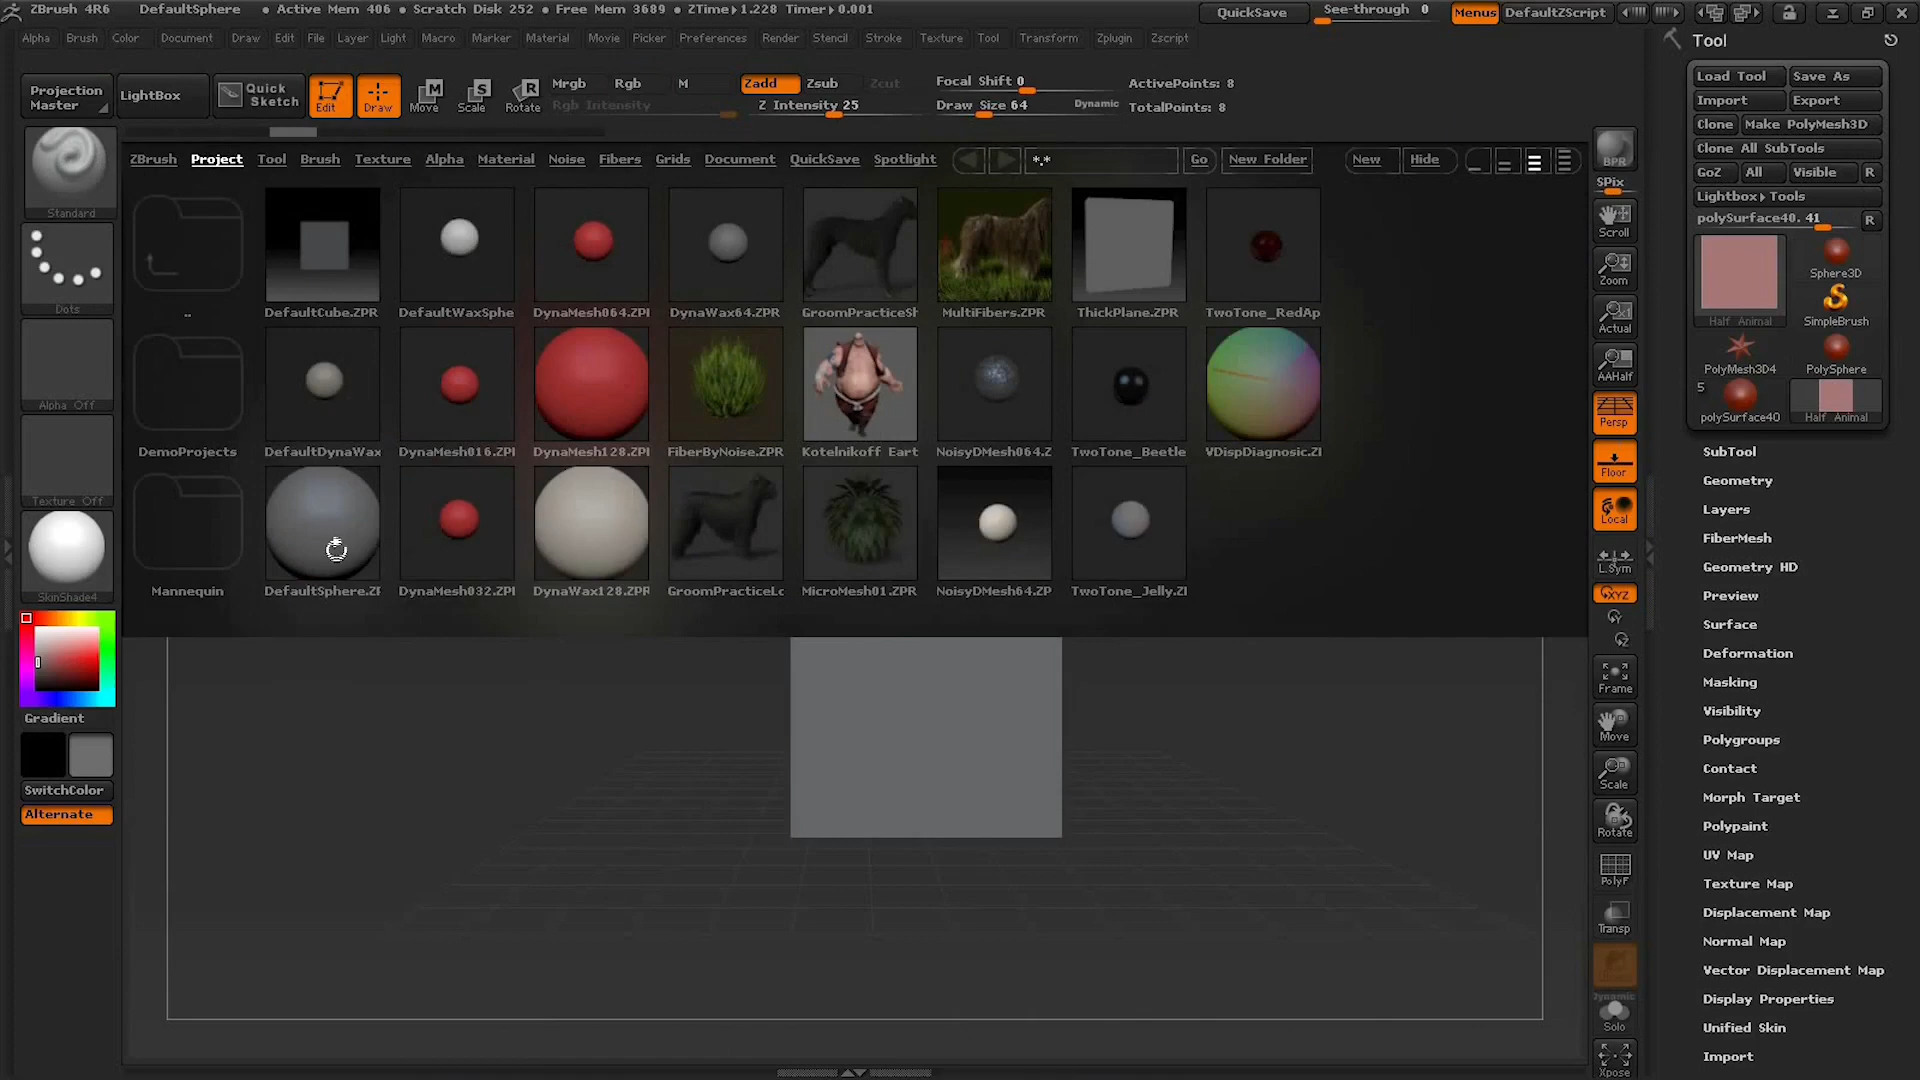 ZBrush 4R6 DefaultSphere • Active Mem 406 • Scratch Disk 252 • Free Mem 3689 • ZTime▸1.228 Timer▸0.001 QuickSave See-through 0 Menus DefaultZScript
Alpha Brush Color Document Draw Edit File Layer Light Macro Marker Material Movie Picker Preferences Render Stencil Stroke Texture Tool Transform Zplugin Zscript
Tool
Projection Master
LightBox
Quick Sketch
Edit
Draw
Move
Scale
Rotate
Mrgb Rgb M
Rgb Intensity
Zadd Zsub Zcut
Z Intensity 25
Focal Shift 0
Draw Size 64 Dynamic
ActivePoints: 8
TotalPoints: 8
ZBrush Project Tool Brush Texture Alpha Material Noise Fibers Grids Document QuickSave Spotlight *.* Go New Folder New Hide
.. DefaultCube.ZPR DefaultWaxSphe DynaMesh064.ZPI DynaWax64.ZPR GroomPracticeSh MultiFibers.ZPR ThickPlane.ZPR TwoTone_RedAp
DemoProjects DefaultDynaWax DynaMesh016.ZPI DynaMesh128.ZPI FiberByNoise.ZPR Kotelnikoff Eart NoisyDMesh064.Z TwoTone_Beetle VDispDiagnosic.ZI
Mannequin DefaultSphere.ZF DynaMesh032.ZPI DynaWax128.ZPR GroomPracticeLo MicroMesh01.ZPR NoisyDMesh64.ZP TwoTone_Jelly.ZI
Standard
Dots
Alpha Off
Texture Off
SkinShade4
Gradient
SwitchColor
Alternate
BPR
SPix
Scroll
Zoom
Actual
AAHalf
Persp
Floor
Local
L.Sym
XYZ
Y
Z
Frame
Move
Scale
Rotate
PolyF
Transp
Dynamic
Solo
Xpose
Load Tool Save As
Import Export
Clone Make PolyMesh3D
Clone All SubTools
GoZ All Visible R
Lightbox▸Tools
polySurface40. 41 R
Half Animal
Sphere3D
SimpleBrush
PolyMesh3D4
PolySphere
5
polySurface40
Half Animal
SubTool
Geometry
Layers
FiberMesh
Geometry HD
Preview
Surface
Deformation
Masking
Visibility
Polygroups
Contact
Morph Target
Polypaint
UV Map
Texture Map
Displacement Map
Normal Map
Vector Displacement Map
Display Properties
Unified Skin
Import